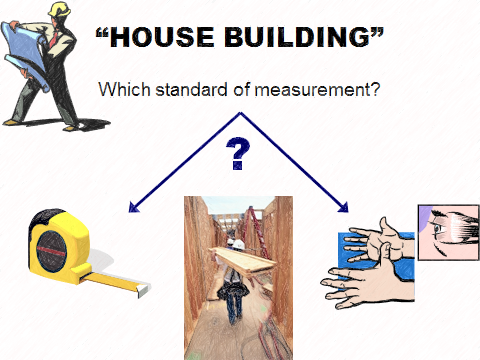 “HOUSE BUILDING”
Which standard of measurement?
?